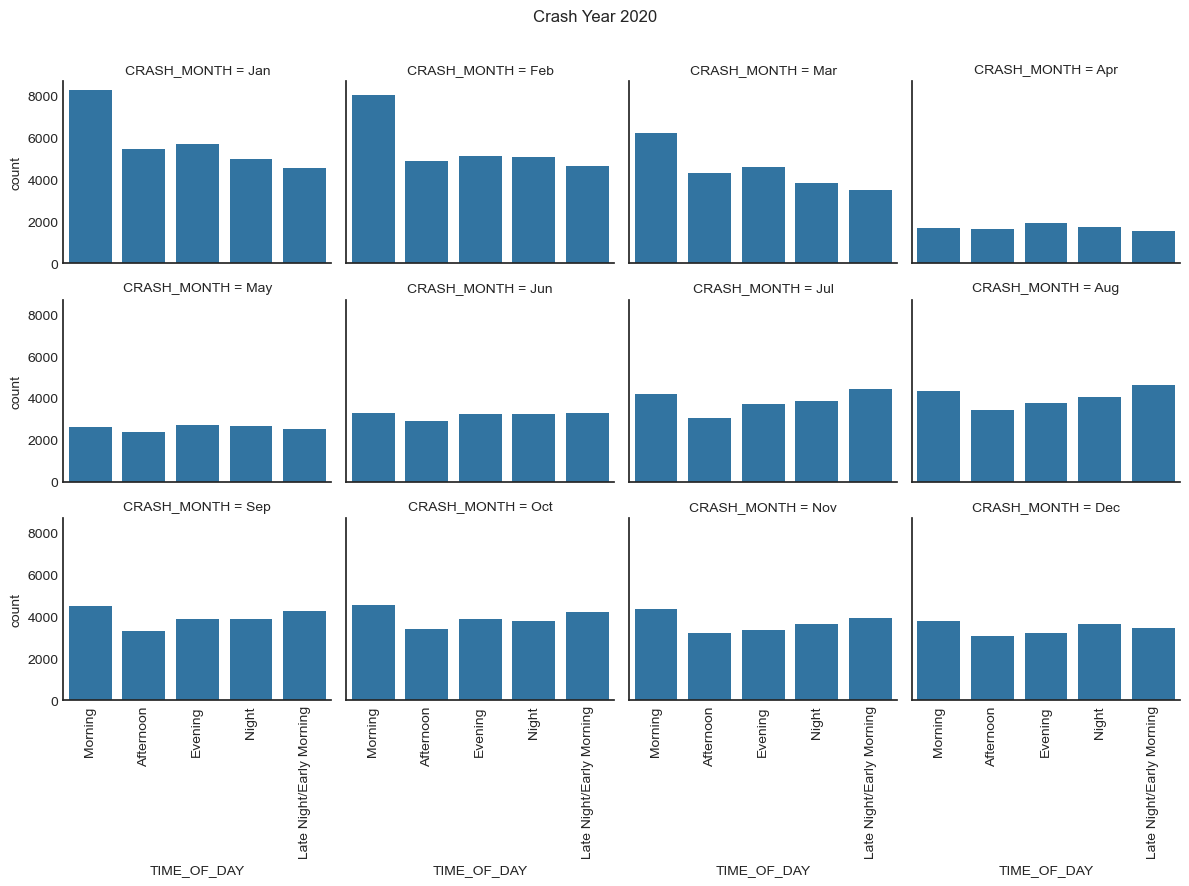 Crash Year 2020
CRASH_MONTH = Jan
CRASH_MONTH = Feb
CRASH_MONTH = Mar
CRASH_MONTH = Apr
8000
6000
4000
2000
0
count
CRASH_MONTH = May
CRASH_MONTH = Jun
CRASH_MONTH = Jul
CRASH_MONTH = Aug
8000
6000
4000
2000
0
count
CRASH_MONTH = Sep
CRASH_MONTH = Oct
CRASH_MONTH = Nov
CRASH_MONTH = Dec
8000
6000
4000
2000
0
count
Morning
Afternoon
Evening
Night
Late Night/Early Morning
Morning
Afternoon
Evening
Night
Late Night/Early Morning
Morning
Afternoon
Evening
Night
Late Night/Early Morning
Morning
Afternoon
Evening
Night
Late Night/Early Morning
TIME_OF_DAY
TIME_OF_DAY
TIME_OF_DAY
TIME_OF_DAY